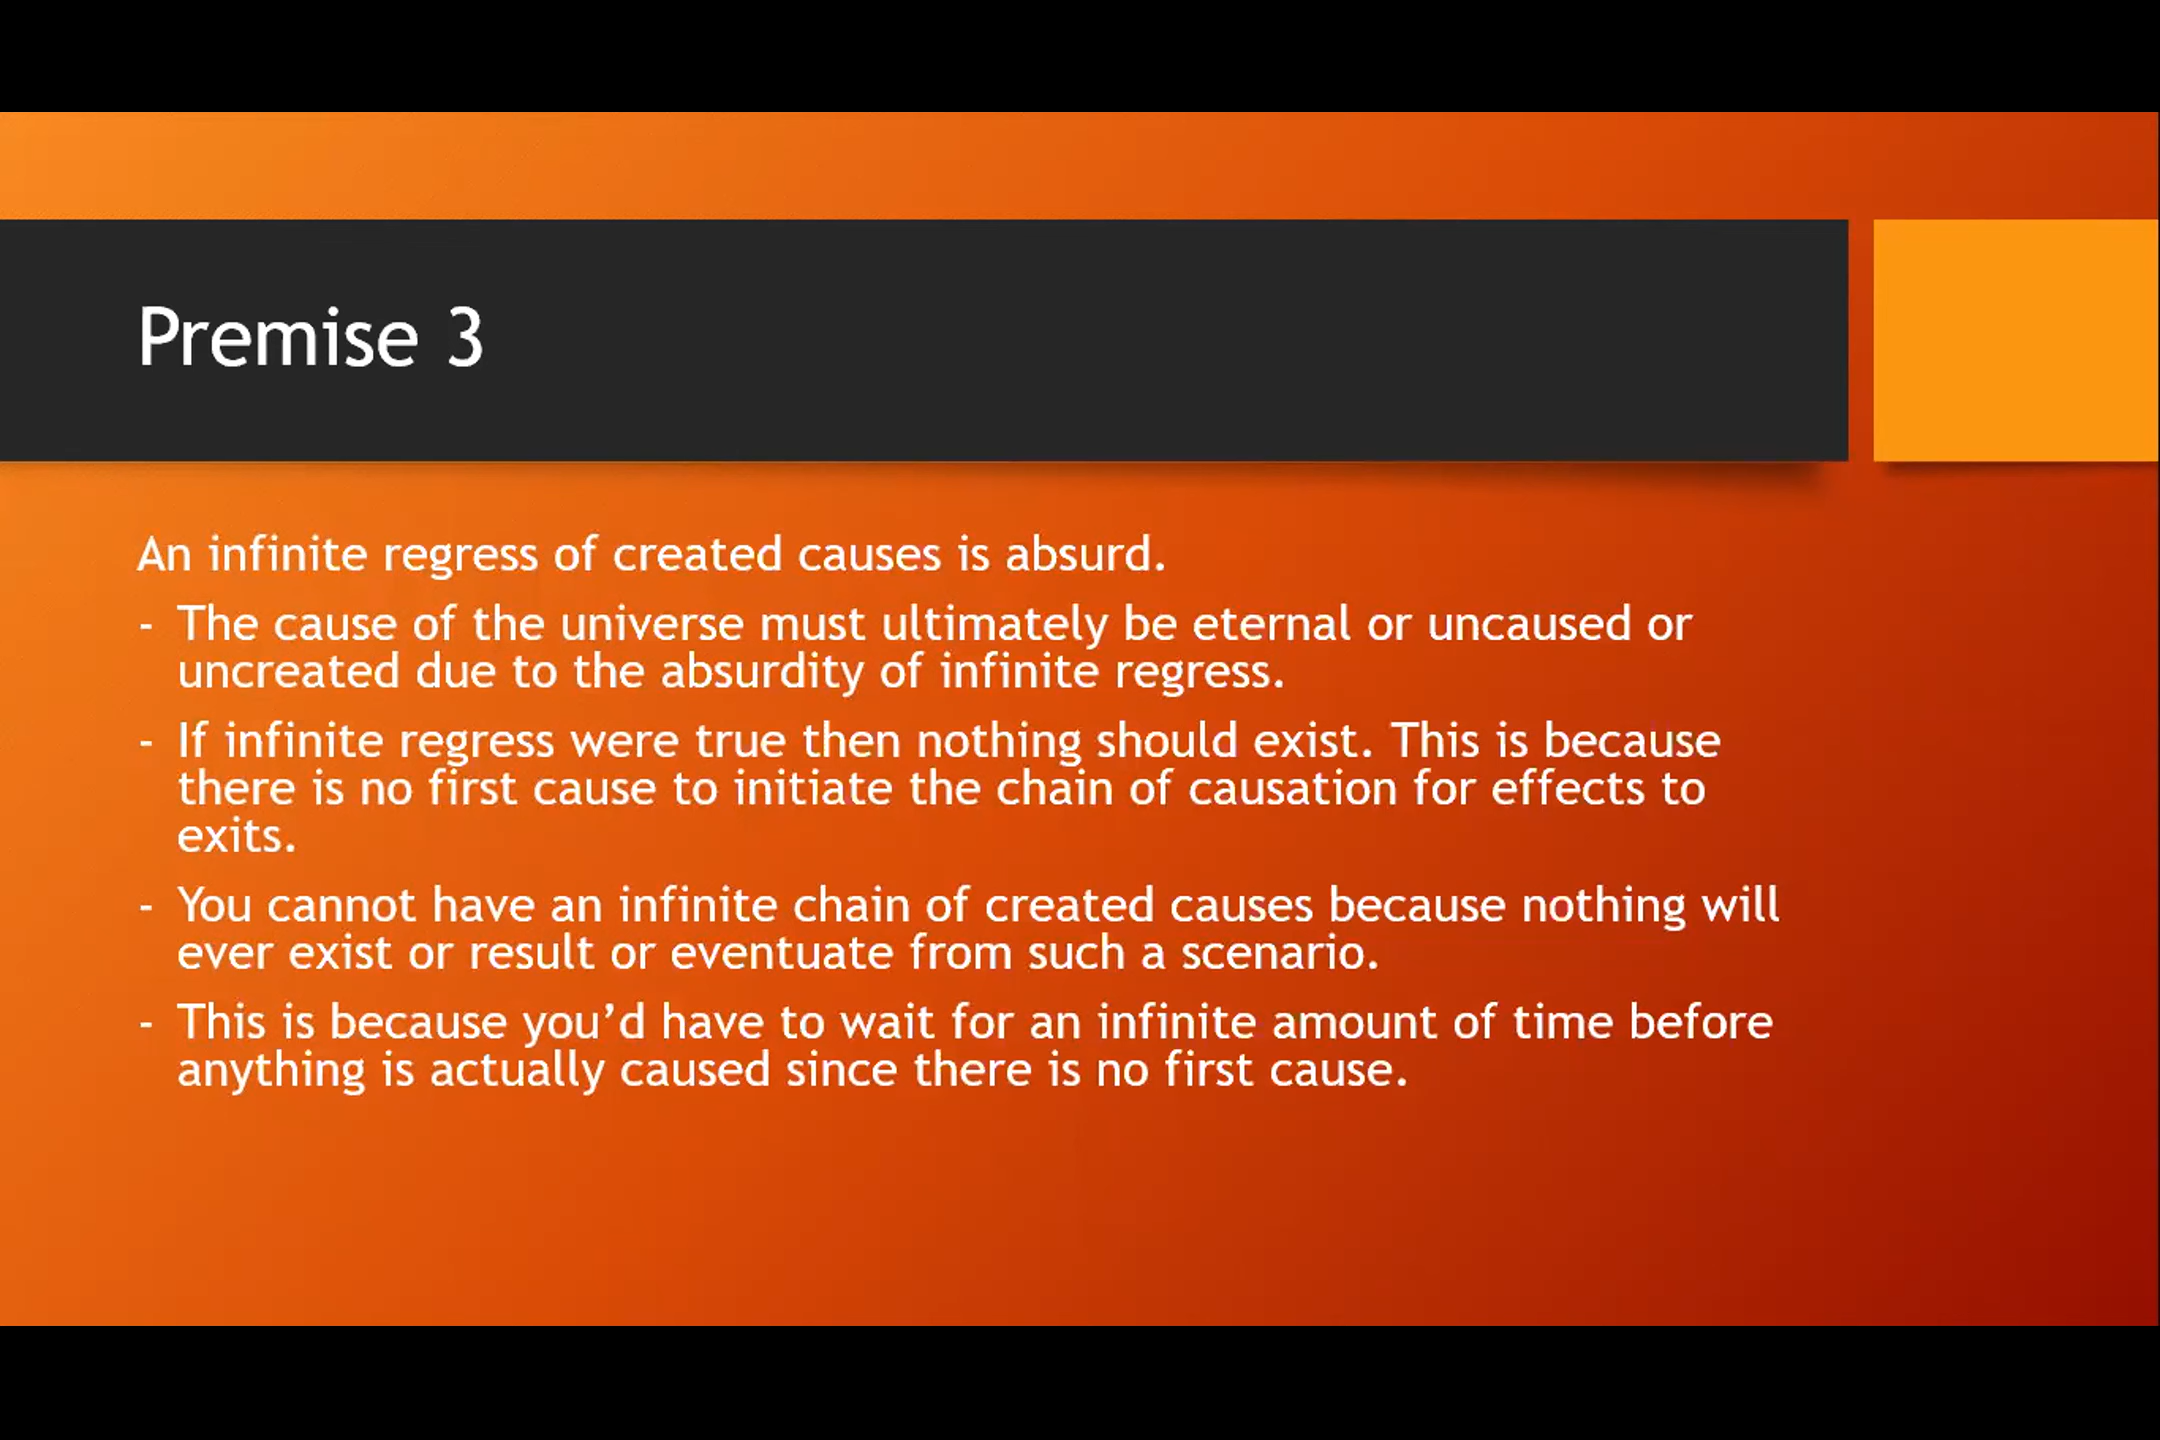 Premise 3
An infinite regress of created causes is absurd.
- The cause of the universe must ultimately be eternal or uncaused or
uncreated due to the absurdity of infinite regress.
- If infinite regress were true then nothing should exist. This is because
there is no first cause to initiate the chain of causation for effects to
exits.
- You cannot have an infinite chain of created causes because nothing will
ever exist or result or eventuate from such a scenario.
- This is because you’d have to wait for an infinite amount of time before
anything is actually caused since there is no first cause.